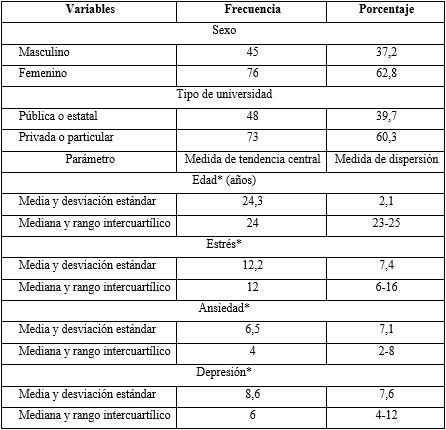 Variables Frecuencia Porcentaje
Sexo
Masculino 45 37,2
Femenino 76 62,8
Tipo de universidad
Pública o estatal 48 39,7
Privada o particular 73 60,3
Parámetro Medida de tendencia central Medida de dispersión
Edad* (años)
Media y desviación estándar 24,3 2,1
Mediana y rango intercuartílico 24 23-25
Estrés*
Media y desviación estándar 12,2 7,4
Mediana y rango intercuartílico 12 6-16
Ansiedad*
Media y desviación estándar 6,5 7,1
Mediana y rango intercuartílico 4 2-8
Depresión*
Media y desviación estándar 8,6 7,6
Mediana y rango intercuartílico 6 4-12